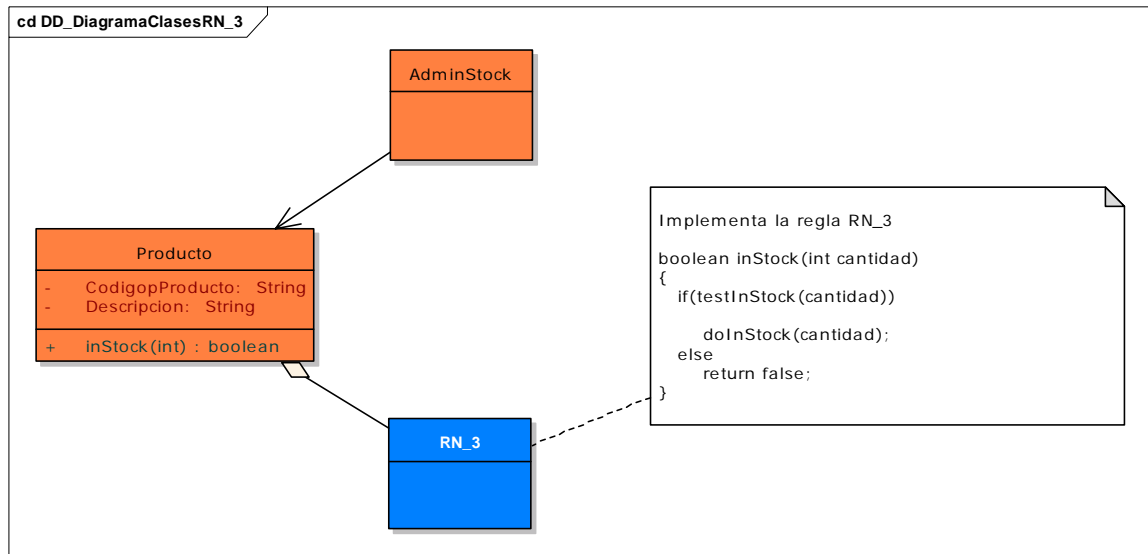 cd DD_DiagramaClasesRN_3
AdminStock
Producto
- CodigopProducto: String
- Descripcion: String
+ inStock(int) : boolean
RN_3
Implementa la regla RN_3
boolean inStock(int cantidad)
{
if(testInStock(cantidad))
doInStock(cantidad);
else
return false;
}